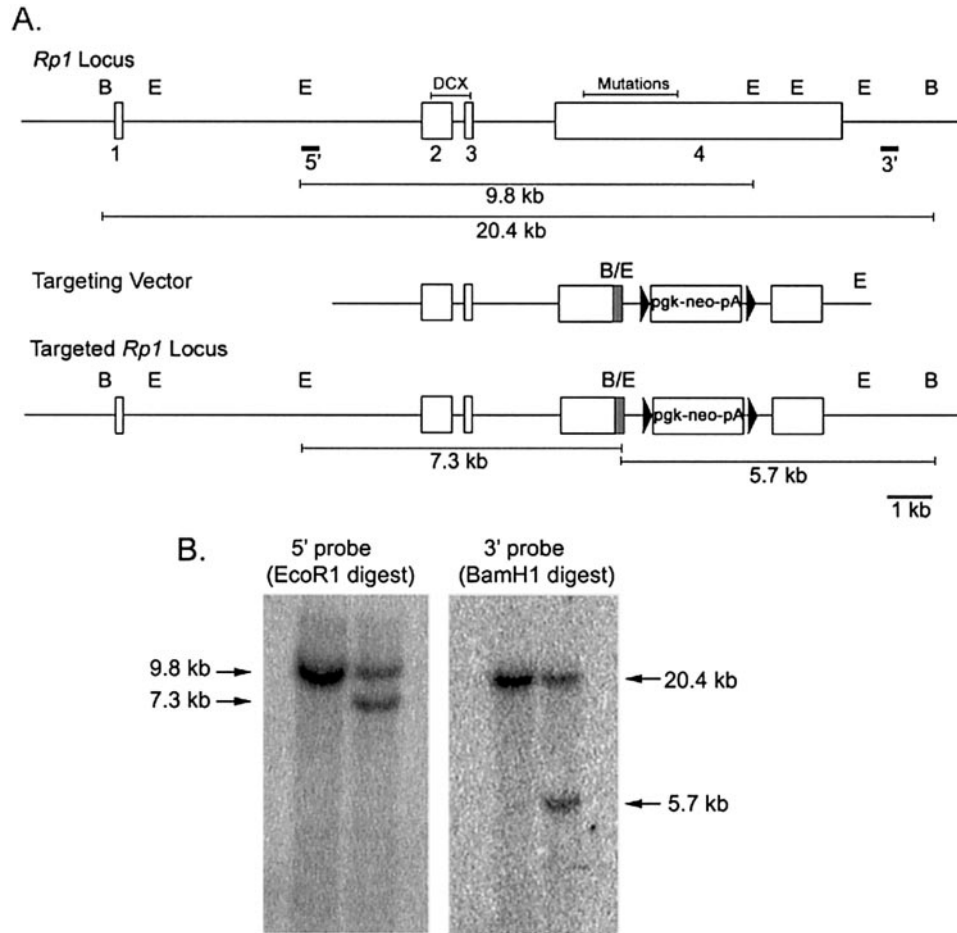 A.
Rp1 Locus
B E E DCX Mutations E E E B
1 5' 2 3 4 3'
9.8 kb
20.4 kb
Targeting Vector
B/E E
pgk-neo-pA
Targeted Rp1 Locus
B E E B/E E B
pgk-neo-pA
7.3 kb 5.7 kb
1 kb
B.
5' probe 3' probe
(EcoR1 digest) (BamH1 digest)
9.8 kb 20.4 kb
7.3 kb
5.7 kb